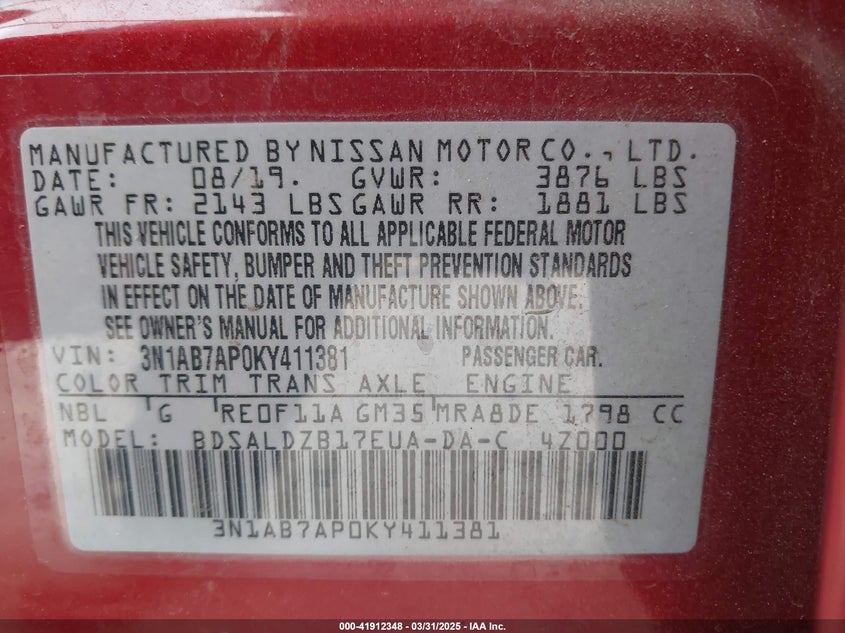 MANUFACTURED BY NISSAN MOTOR CO., LTD.
DATE: 08/19. GVWR: 3876 LBS
GAWR FR: 2143 LBS GAWR RR: 1881 LBS
THIS VEHICLE CONFORMS TO ALL APPLICABLE FEDERAL MOTOR
VEHICLE SAFETY, BUMPER AND THEFT PREVENTION STANDARDS
IN EFFECT ON THE DATE OF MANUFACTURE SHOWN ABOVE.
SEE OWNER'S MANUAL FOR ADDITIONAL INFORMATION.
VIN: 3N1AB7AP0KY411381 PASSENGER CAR.
COLOR TRIM TRANS AXLE ENGINE
NBL G RE0F11A GM35 MRA8DE 1798 CC
MODEL: BDSALDZB17EUA-DA-C 4Z000
3N1AB7AP0KY411381
000-41912348 - 03/31/2025 - IAA Inc.